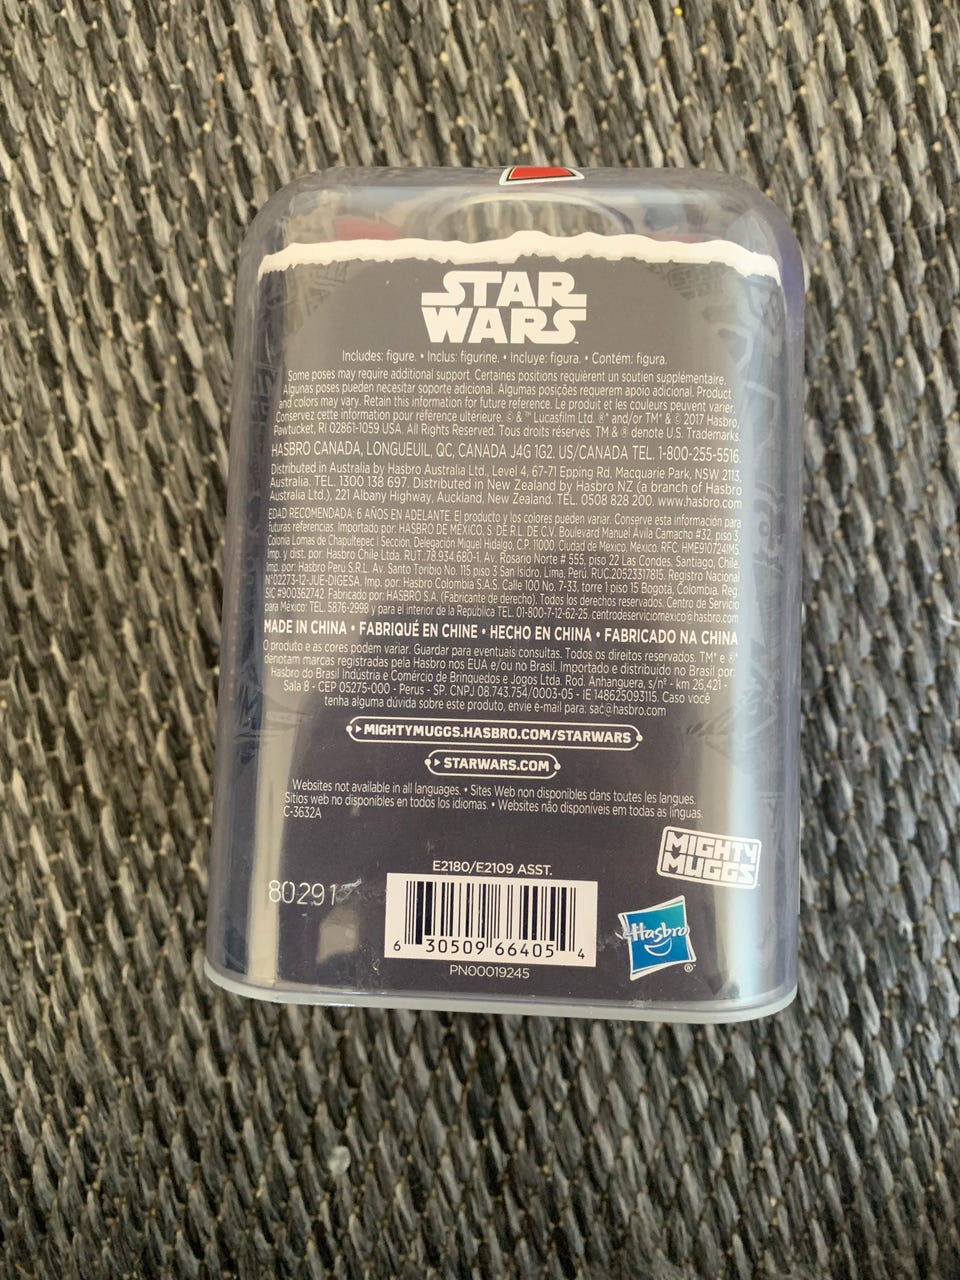 STAR
WARS
Includes: figure. • Inclus: figurine. • Incluye: figura. • Contém: figura.
Some poses may require additional support. Certaines positions requièrent un soutien supplémentaire.
Algunas poses pueden necesitar soporte adicional. Algumas posições requerem apoio adicional. Product
and colors may vary. Retain this information for future reference. Le produit et les couleurs peuvent varier.
Conservez cette information pour référence ultérieure. © & ™ Lucasfilm Ltd. ®* and/or TM* & © 2017 Hasbro,
Pawtucket, RI 02861-1059 USA. All Rights Reserved. Tous droits réservés. TM & ® denote U.S. Trademarks.
HASBRO CANADA, LONGUEUIL, QC, CANADA J4G 1G2. US/CANADA TEL. 1-800-255-5516.
Distributed in Australia by Hasbro Australia Ltd., Level 4, 67-71 Epping Rd, Macquarie Park, NSW 2113,
Australia. TEL. 1300 138 697. Distributed in New Zealand by Hasbro NZ (a branch of Hasbro
Australia Ltd.), 221 Albany Highway, Auckland, New Zealand. TEL. 0508 828 200. www.hasbro.com
EDAD RECOMENDADA: 6 AÑOS EN ADELANTE. El producto y los colores pueden variar. Conserve esta información para
futuras referencias. Importado por: HASBRO DE MÉXICO, S. DE R.L. DE C.V. Boulevard Manuel Ávila Camacho #32, piso 3,
Colonia Lomas de Chapultepec I Sección, Delegación Miguel Hidalgo, C.P. 11000, Ciudad de México, México. RFC. HME9107241M5.
Imp. y dist. por: Hasbro Chile Ltda. RUT. 78.934.680-1. Av. Rosario Norte # 555, piso 22 Las Condes, Santiago, Chile.
Imp. por: Hasbro Perú S.R.L. Av. Santo Toribio No. 115 piso 3 San Isidro, Lima, Perú. RUC.20523317815. Registro Nacional
N°02273-12-JUE-DIGESA. Imp. por: Hasbro Colombia S.A.S. Calle 100 No. 7-33, torre 1 piso 15 Bogotá, Colombia, Reg.
SIC #900362742. Fabricado por: HASBRO S.A. (Fabricante de derecho). Todos los derechos reservados. Centro de Servicio
para México: TEL. 5876-2998 y para el interior de la República TEL. 01-800-7-12-62-25. centrodeserviciomexico@hasbro.com
MADE IN CHINA • FABRIQUÉ EN CHINE • HECHO EN CHINA • FABRICADO NA CHINA
O produto e as cores podem variar. Guardar para eventuais consultas. Todos os direitos reservados. TM* e ®*
denotam marcas registradas pela Hasbro nos EUA e/ou no Brasil. Importado e distribuído no Brasil por:
Hasbro do Brasil Indústria e Comércio de Brinquedos e Jogos Ltda. Rod. Anhanguera, s/nº - km 26,421 -
Sala 8 - CEP 05275-000 - Perus - SP. CNPJ 08.743.754/0003-05 - IE 148625093115. Caso você
tenha alguma dúvida sobre este produto, envie e-mail para: sac@hasbro.com
MIGHTYMUGGS.HASBRO.COM/STARWARS
STARWARS.COM
Websites not available in all languages. • Sites Web non disponibles dans toutes les langues.
Sitios web no disponibles en todos los idiomas. • Websites não disponíveis em todas as línguas.
C-3632A
MIGHTY
MUGGS
E2180/E2109 ASST.
80291
6 30509 66405 4
PN00019245
Hasbro
®